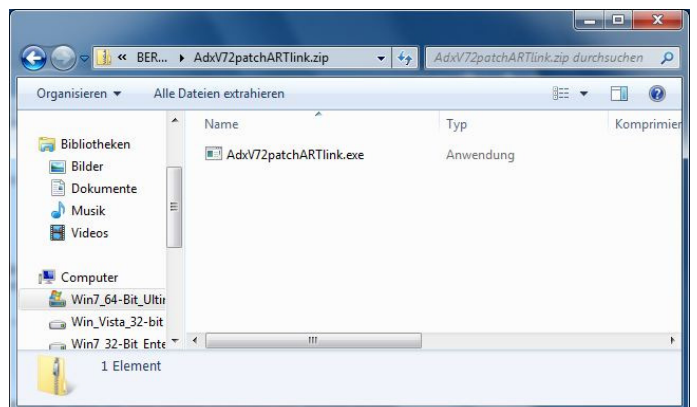 « BER... ▸ AdxV72patchARTlink.zip
AdxV72patchARTlink.zip durchsuchen
Organisieren Alle Dateien extrahieren
Name Typ Komprimier
Bibliotheken
Bilder
Dokumente
Musik
Videos
AdxV72patchARTlink.exe Anwendung
Computer
Win7_64-Bit_Ultin
Win_Vista_32-bit
Win7 32-Bit Ente
1 Element